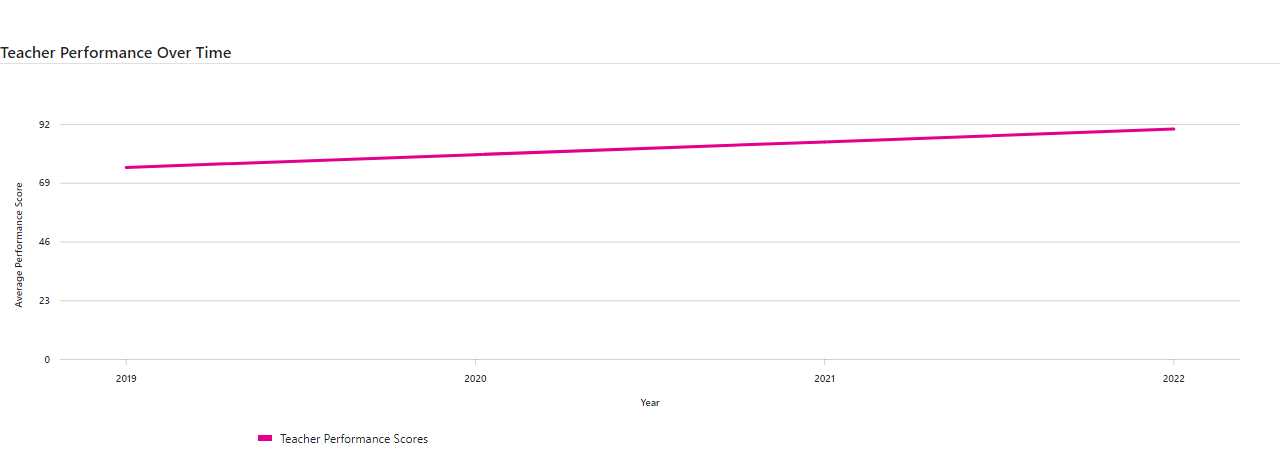 Teacher Performance Over Time
92
69
46
23
0
Average Performance Score
2019 2020 2021 2022
Year
Teacher Performance Scores